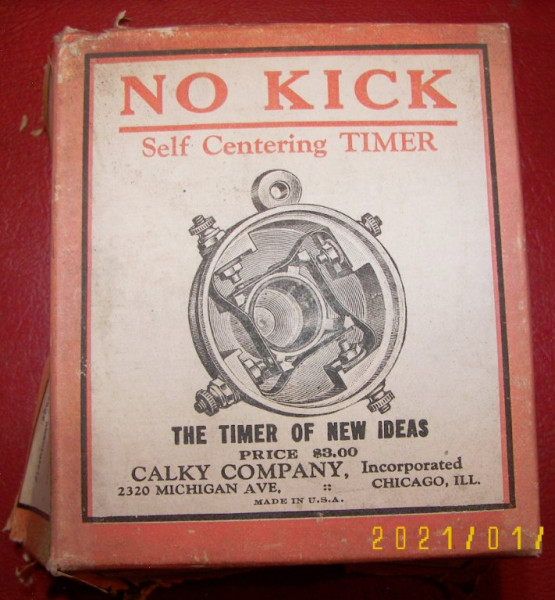 NO KICK
Self Centering TIMER
THE TIMER OF NEW IDEAS
PRICE $3.00
CALKY COMPANY, Incorporated
2320 MICHIGAN AVE, :: CHICAGO, ILL.
MADE IN U.S.A.
2021/01/